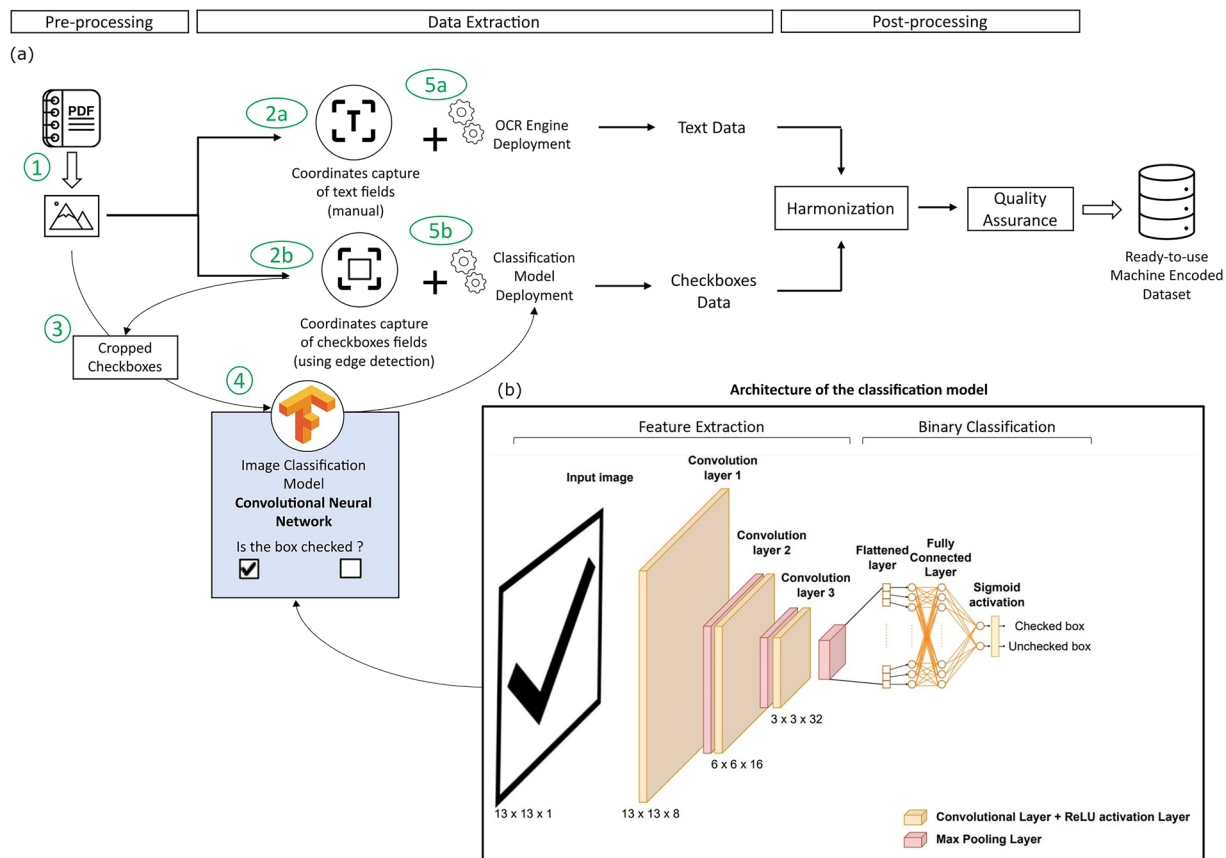 Pre-processing
Data Extraction
Post-processing
(a)
PDF
1
2a
5a
OCR Engine
Deployment
Text Data
Coordinates capture
of text fields
(manual)
Harmonization
Quality
Assurance
Ready-to-use
Machine Encoded
Dataset
2b
5b
Classification
Model
Deployment
Checkboxes
Data
Coordinates capture
of checkboxes fields
(using edge detection)
3
Cropped
Checkboxes
4
Image Classification
Model
Convolutional Neural
Network
Is the box checked ?
(b)
Architecture of the classification model
Feature Extraction
Binary Classification
Input image
Convolution
layer 1
Convolution
layer 2
Convolution
layer 3
Flattened
layer
Fully
Connected
Layer
Sigmoid
activation
Checked box
Unchecked box
13 x 13 x 1
13 x 13 x 8
6 x 6 x 16
3 x 3 x 32
Convolutional Layer + ReLU activation Layer
Max Pooling Layer